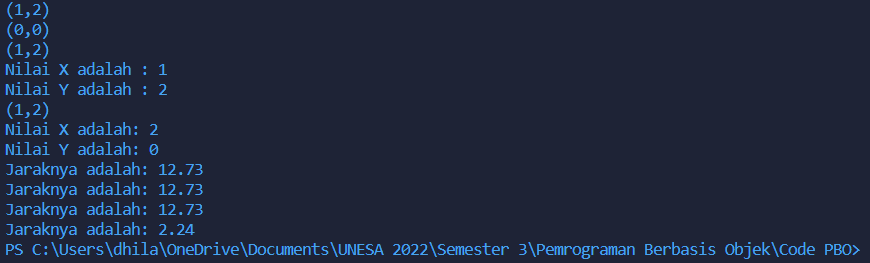 (1,2)
(0,0)
(1,2)
Nilai X adalah : 1
Nilai Y adalah : 2
(1,2)
Nilai X adalah: 2
Nilai Y adalah: 0
Jaraknya adalah: 12.73
Jaraknya adalah: 12.73
Jaraknya adalah: 12.73
Jaraknya adalah: 2.24
PS C:\Users\dhila\OneDrive\Documents\UNESA 2022\Semester 3\Pemrograman Berbasis Objek\Code PBO>